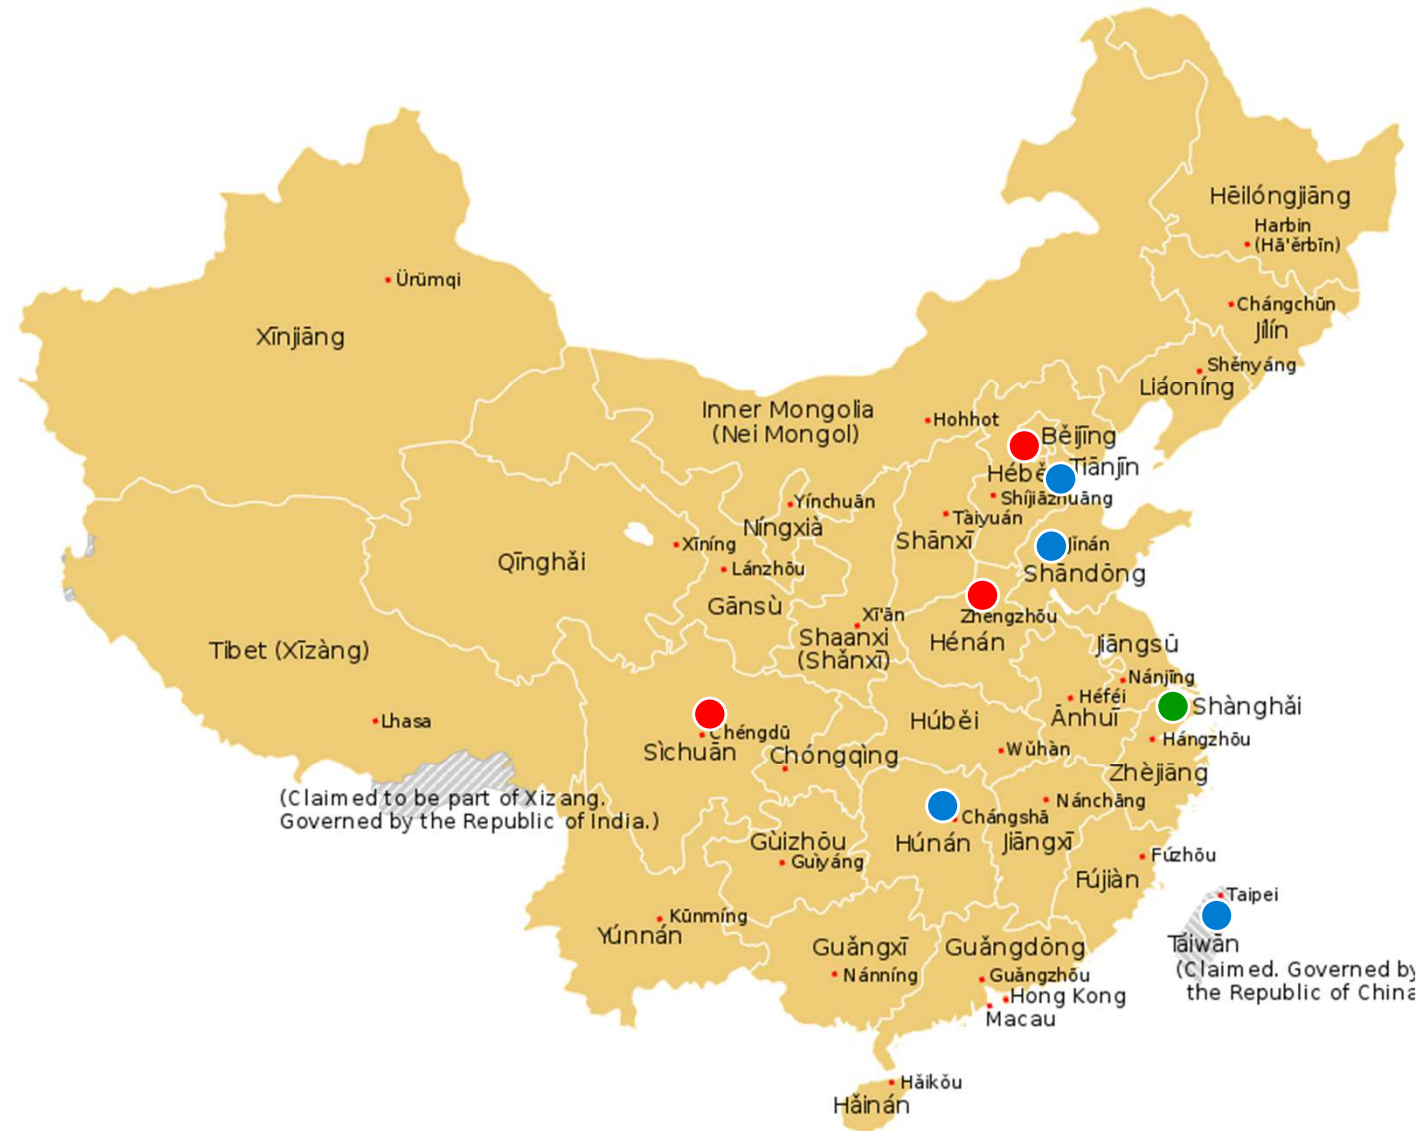 Hēilóngjiāng
Harbin
(Hā'ěrbīn)
Ürümqi
Chángchūn
Jílín
Xīnjiāng
Shěnyáng
Liáoníng
Inner Mongolia
(Nei Mongol)
Hohhot
Běijīng
Tiānjīn
Hébě
Shíjiāzhuāng
Yínchuān
Níngxià
Tàiyuán
Shānxī
Xīníng
Jǐnán
Qīnghǎi
Lánzhōu
Shāndōng
Gānsù
Xī'ān
Zhèngzhōu
Shaanxi
(Shǎnxī)
Hénán
Jiāngsū
Tibet (Xīzàng)
Nánjīng
Héféi
Shànghǎi
Ānhuī
Lhasa
Húběi
Chéngdū
Hángzhōu
Sìchuān
Chóngqìng
Wǔhàn
Zhèjiāng
(Claimed to be part of Xizang.
Governed by the Republic of India.)
Nánchāng
Chángshā
Gùizhōu
Húnán
Jiāngxī
Guìyáng
Fúzhōu
Fújiàn
Taipei
Kūnmíng
Yúnnán
Guǎngxī
Guǎngdōng
Táiwān
Nánníng
Guǎngzhōu
(Claimed. Governed by
the Republic of China
Hong Kong
Macau
Hǎikǒu
Hǎinán